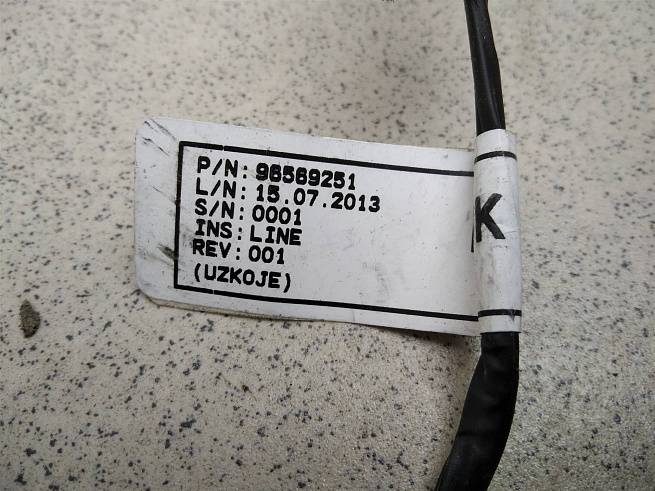 P/N: 96569251
L/N: 15.07.2013
S/N: 0001
INS: LINE
REV: 001
(UZKOJE)
K